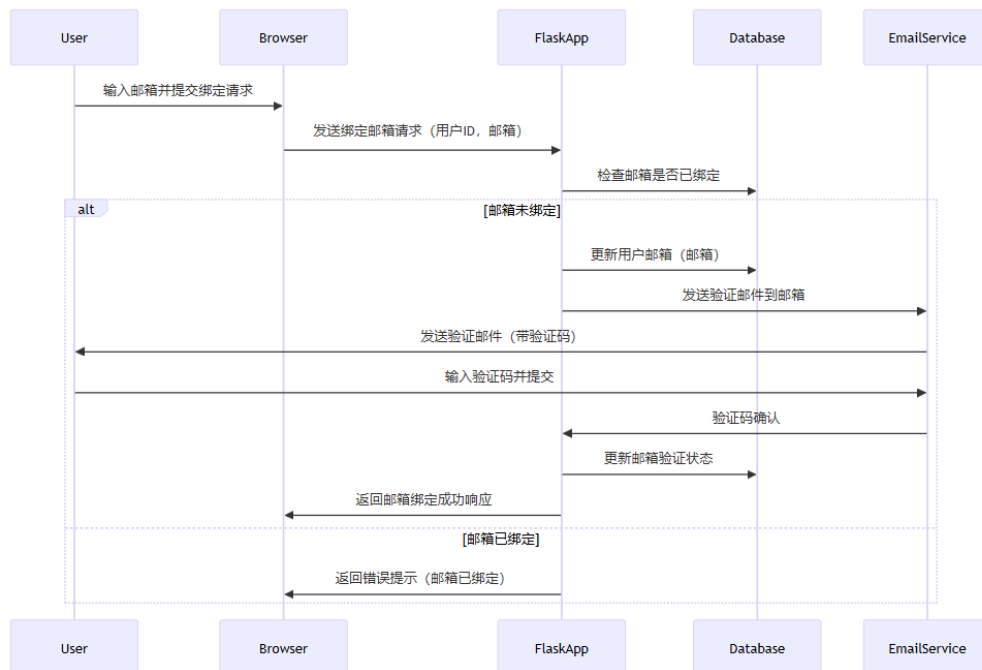 User Browser FlaskApp Database EmailService
输入邮箱并提交绑定请求
发送绑定邮箱请求（用户ID，邮箱）
检查邮箱是否已绑定
alt [邮箱未绑定]
更新用户邮箱（邮箱）
发送验证邮件到邮箱
发送验证邮件（带验证码）
输入验证码并提交
验证码确认
更新邮箱验证状态
返回邮箱绑定成功响应
[邮箱已绑定]
返回错误提示（邮箱已绑定）
User Browser FlaskApp Database EmailService